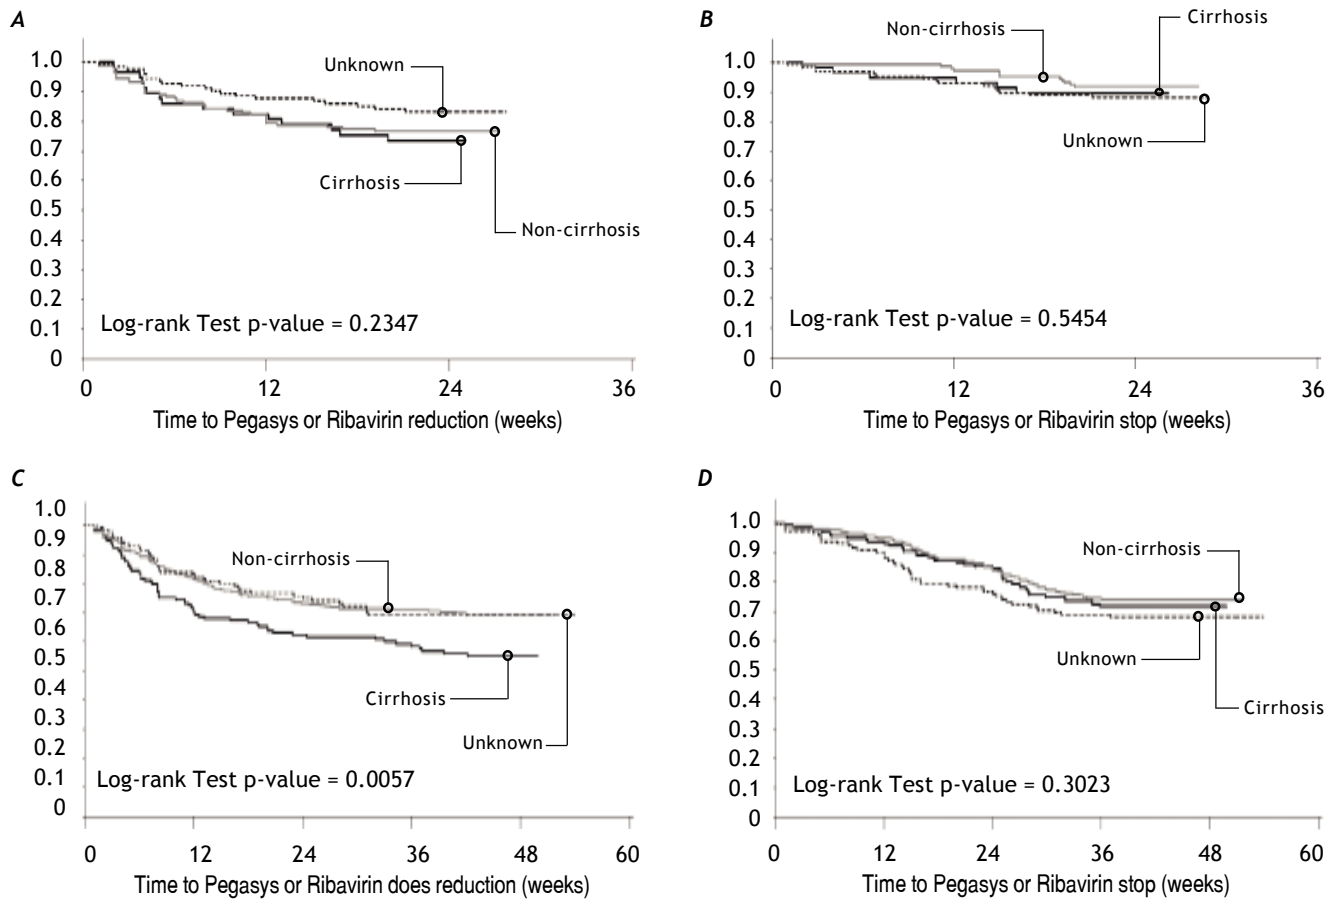 A
1.0
0.9
0.8
0.7
0.6
0.5
0.4
0.3
0.2
0.1
0
Unknown
Cirrhosis
Non-cirrhosis
Log-rank Test p-value = 0.2347
0 12 24 36
Time to Pegasys or Ribavirin reduction (weeks)
B
1.0
0.9
0.8
0.7
0.6
0.5
0.4
0.3
0.2
0.1
0
Non-cirrhosis
Cirrhosis
Unknown
Log-rank Test p-value = 0.5454
0 12 24 36
Time to Pegasys or Ribavirin stop (weeks)
C
1.0
0.9
0.8
0.7
0.6
0.5
0.4
0.3
0.2
0.1
0
Non-cirrhosis
Cirrhosis
Unknown
Log-rank Test p-value = 0.0057
0 12 24 36 48 60
Time to Pegasys or Ribavirin does reduction (weeks)
D
1.0
0.9
0.8
0.7
0.6
0.5
0.4
0.3
0.2
0.1
0
Non-cirrhosis
Unknown
Cirrhosis
Log-rank Test p-value = 0.3023
0 12 24 36 48 60
Time to Pegasys or Ribavirin stop (weeks)